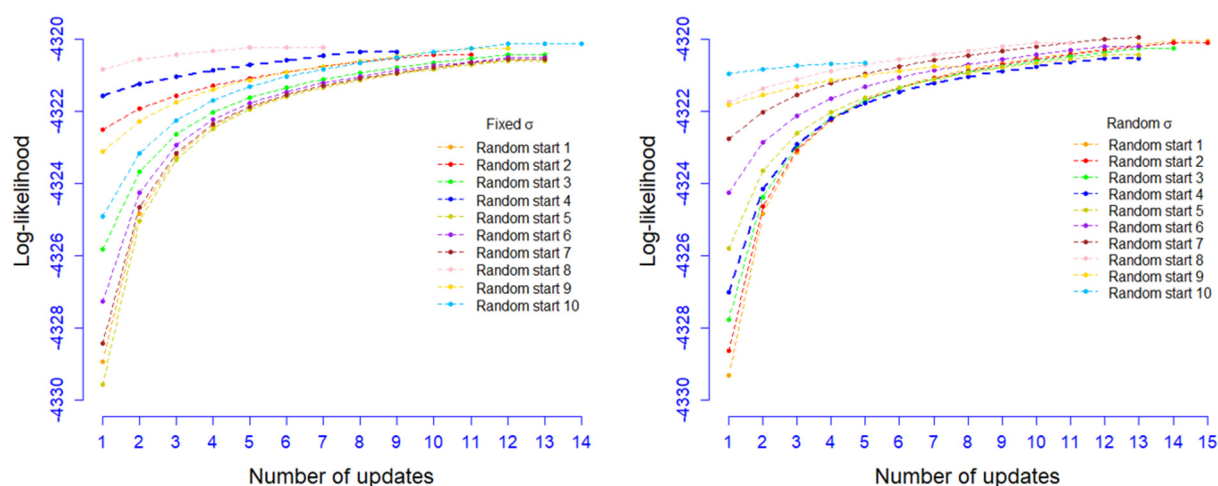 -4320
-4322
-4324
-4326
-4328
-4330
Log-likelihood
Fixed σ
Random start 1
Random start 2
Random start 3
Random start 4
Random start 5
Random start 6
Random start 7
Random start 8
Random start 9
Random start 10
1 2 3 4 5 6 7 8 9 10 11 12 13 14
Number of updates
-4320
-4322
-4324
-4326
-4328
-4330
Log-likelihood
Random σ
Random start 1
Random start 2
Random start 3
Random start 4
Random start 5
Random start 6
Random start 7
Random start 8
Random start 9
Random start 10
1 2 3 4 5 6 7 8 9 10 11 12 13 14 15
Number of updates